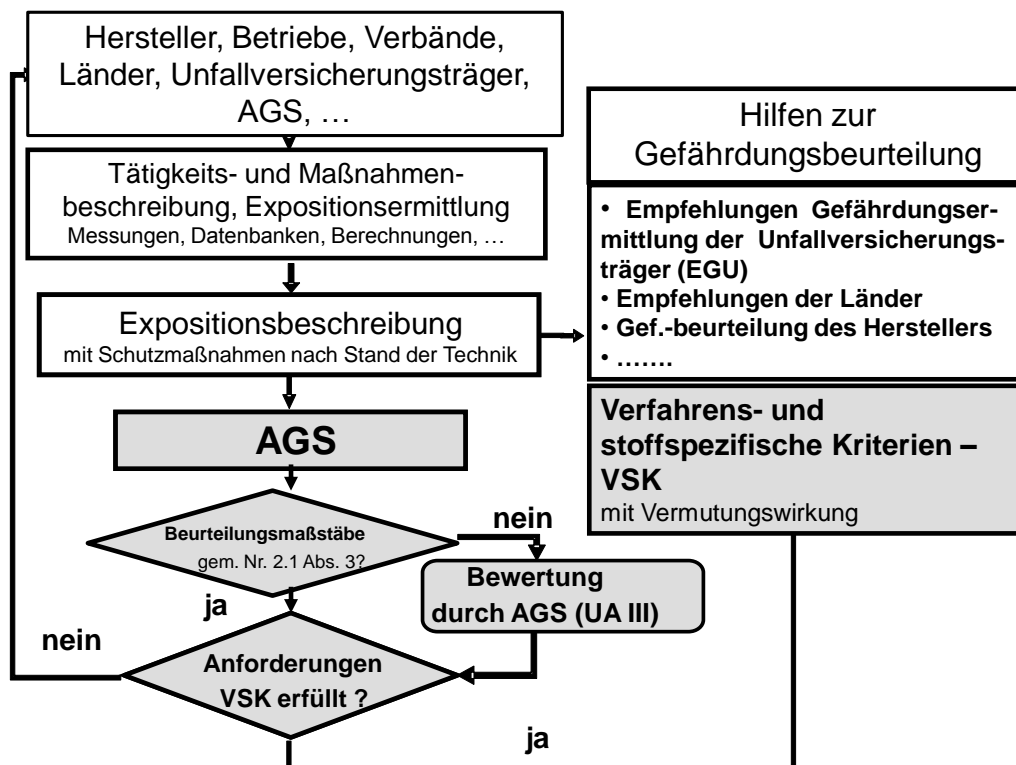 Hersteller, Betriebe, Verbände,
Länder, Unfallversicherungsträger,
AGS, …
Tätigkeits- und Maßnahmen-
beschreibung, Expositionsermittlung
Messungen, Datenbanken, Berechnungen, …
Expositionsbeschreibung
mit Schutzmaßnahmen nach Stand der Technik
AGS
Beurteilungsmaßstäbe
gem. Nr. 2.1 Abs. 3?
nein
Bewertung
durch AGS (UA III)
ja
nein
Anforderungen
VSK erfüllt ?
ja
Hilfen zur
Gefährdungsbeurteilung
• Empfehlungen Gefährdungser-
mittlung der Unfallversicherungs-
träger (EGU)
• Empfehlungen der Länder
• Gef.-beurteilung des Herstellers
• .......
Verfahrens- und
stoffspezifische Kriterien –
VSK
mit Vermutungswirkung